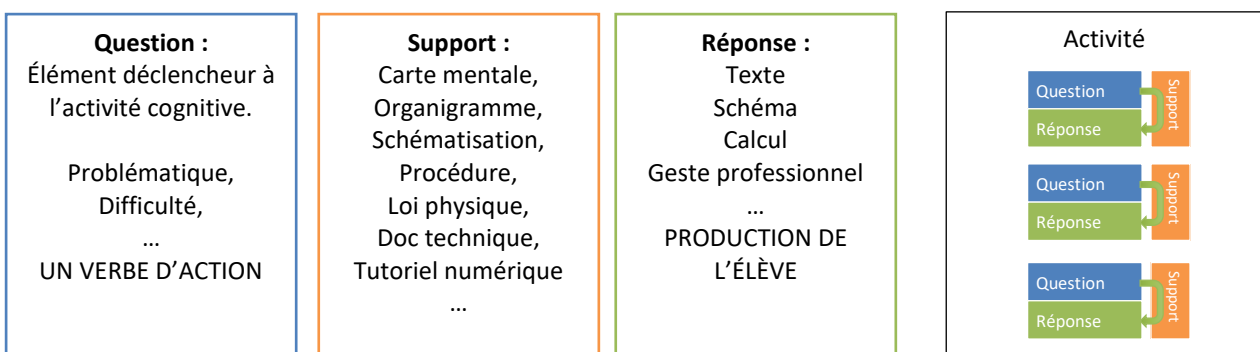 Question :
Élément déclencheur à
l’activité cognitive.
Problématique,
Difficulté,
…
UN VERBE D’ACTION
Support :
Carte mentale,
Organigramme,
Schématisation,
Procédure,
Loi physique,
Doc technique,
Tutoriel numérique
…
Réponse :
Texte
Schéma
Calcul
Geste professionnel
…
PRODUCTION DE
L’ÉLÈVE
Activité
Question
Réponse
Support
Question
Réponse
Support
Question
Réponse
Support